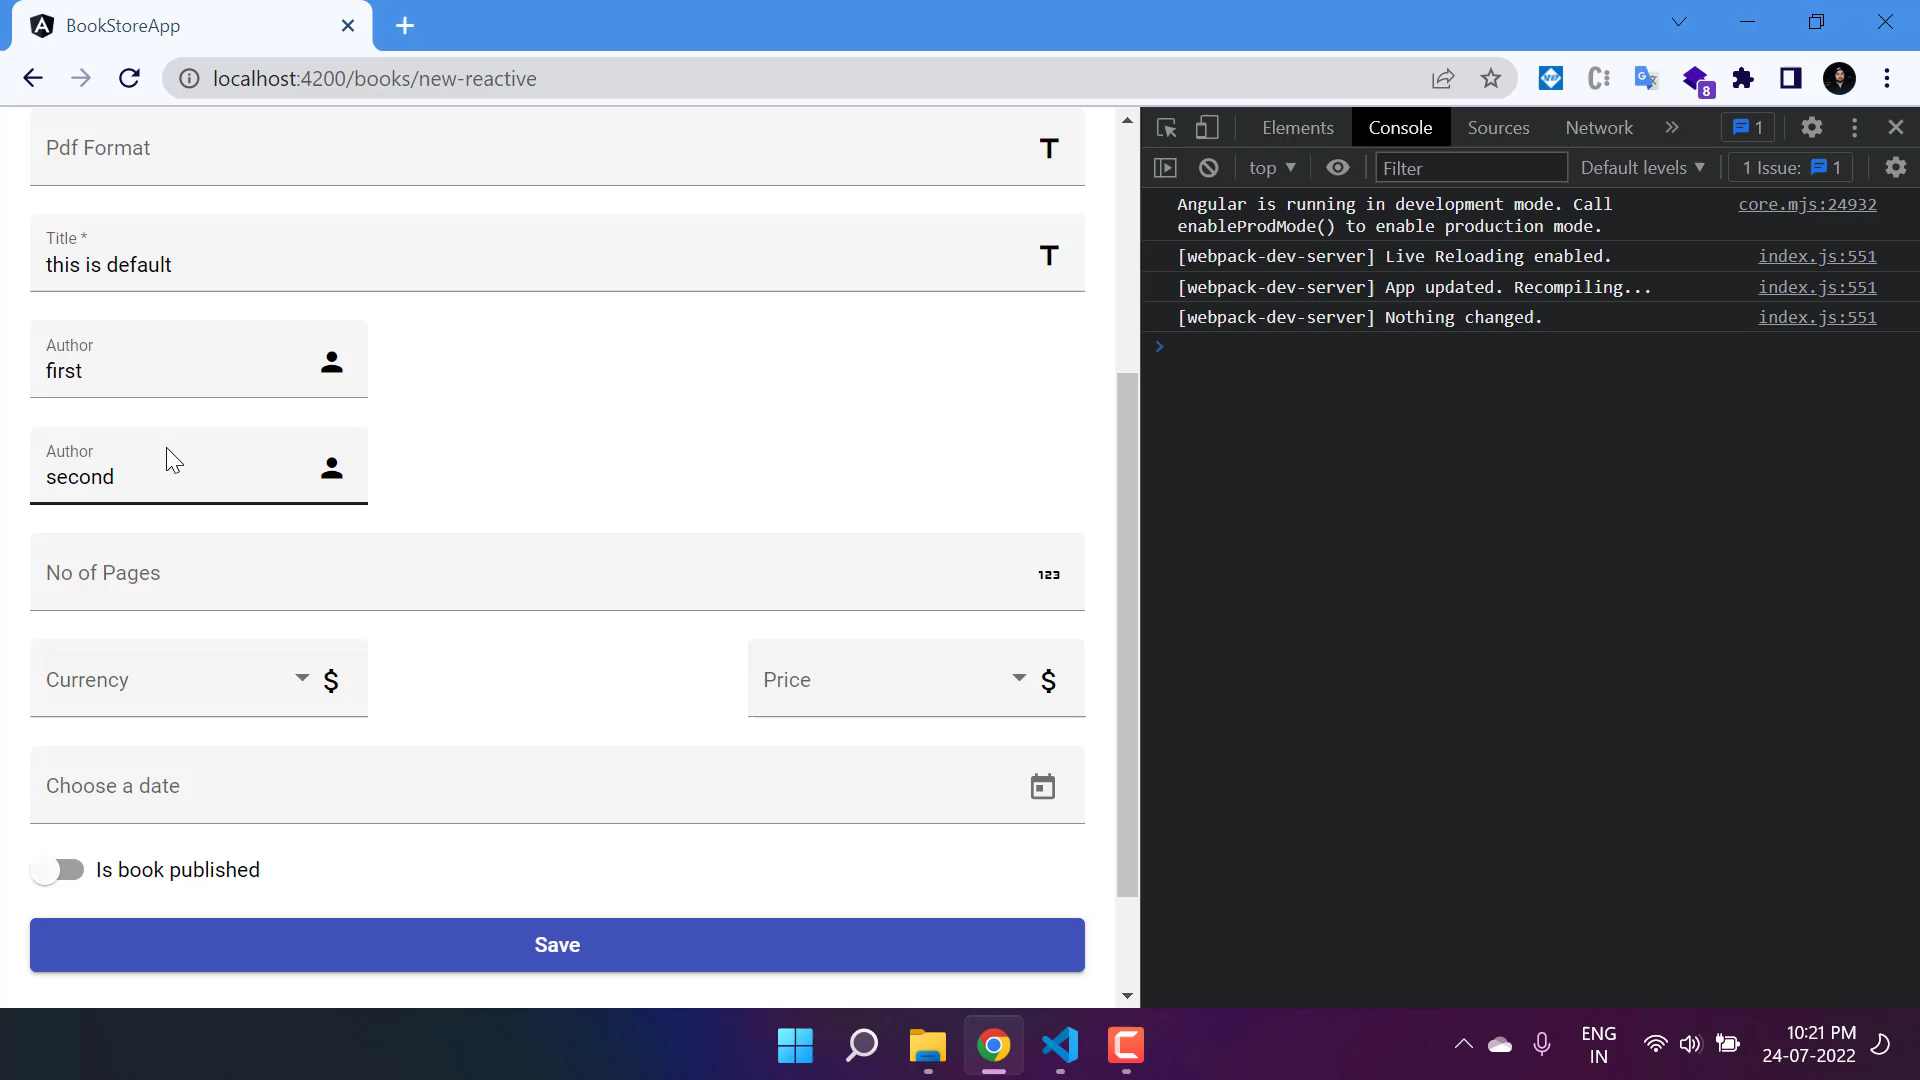 BookStoreApp
localhost:4200/books/new-reactive
8
Pdf Format
Title *
this is default
Author
first
Author
second
No of Pages
123
Currency
$
Price
$
Choose a date
Is book published
Save
Elements
Console
Sources
Network
1
top
Filter
Default levels
1 Issue: 1
Angular is running in development mode. Call core.mjs:24932
enableProdMode() to enable production mode.
[webpack-dev-server] Live Reloading enabled. index.js:551
[webpack-dev-server] App updated. Recompiling... index.js:551
[webpack-dev-server] Nothing changed. index.js:551
ENG
IN
10:21 PM
24-07-2022